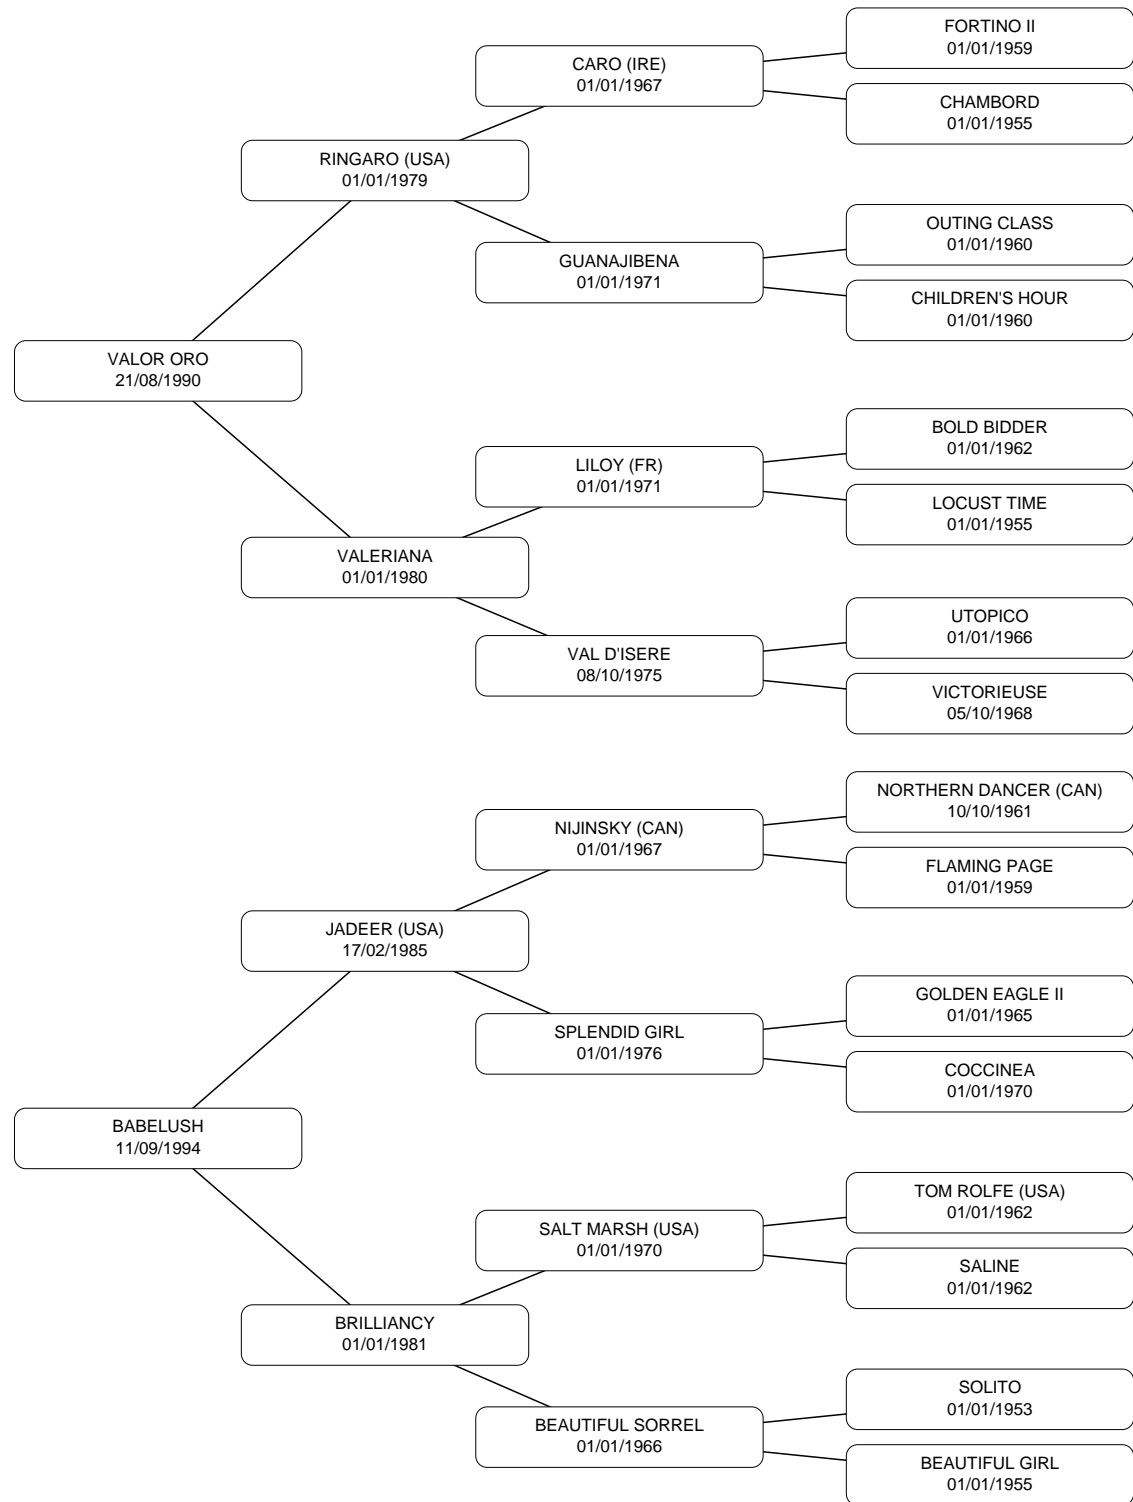 FORTINO II
01/01/1959
CARO (IRE)
01/01/1967
CHAMBORD
01/01/1955
RINGARO (USA)
01/01/1979
OUTING CLASS
01/01/1960
GUANAJIBENA
01/01/1971
CHILDREN'S HOUR
01/01/1960
VALOR ORO
21/08/1990
BOLD BIDDER
01/01/1962
LILOY (FR)
01/01/1971
LOCUST TIME
01/01/1955
VALERIANA
01/01/1980
UTOPICO
01/01/1966
VAL D'ISERE
08/10/1975
VICTORIEUSE
05/10/1968
NORTHERN DANCER (CAN)
10/10/1961
NIJINSKY (CAN)
01/01/1967
FLAMING PAGE
01/01/1959
JADEER (USA)
17/02/1985
GOLDEN EAGLE II
01/01/1965
SPLENDID GIRL
01/01/1976
COCCINEA
01/01/1970
BABELUSH
11/09/1994
TOM ROLFE (USA)
01/01/1962
SALT MARSH (USA)
01/01/1970
SALINE
01/01/1962
BRILLIANCY
01/01/1981
SOLITO
01/01/1953
BEAUTIFUL SORREL
01/01/1966
BEAUTIFUL GIRL
01/01/1955